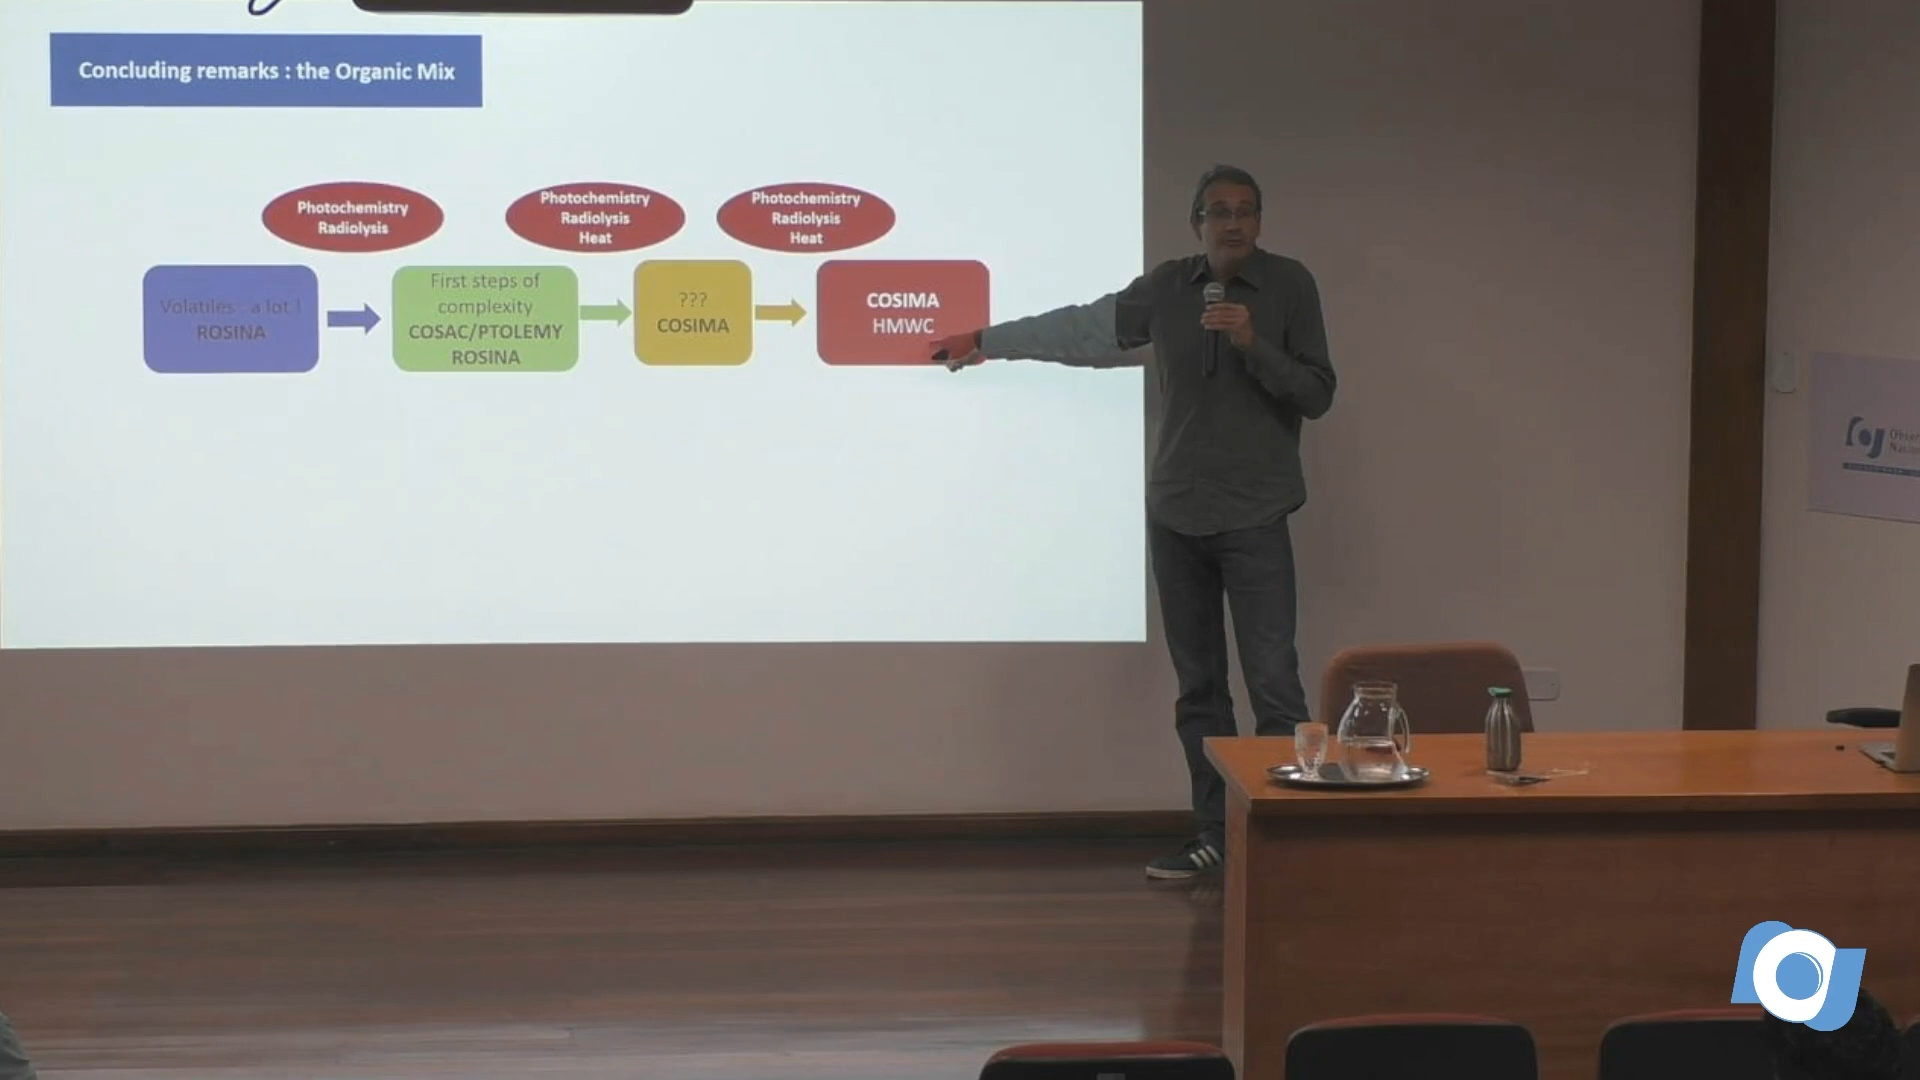 Concluding remarks : the Organic Mix
Photochemistry
Radiolysis
Photochemistry
Radiolysis
Heat
Photochemistry
Radiolysis
Heat
Volatiles : a lot !
ROSINA
First steps of
complexity
COSAC/PTOLEMY
ROSINA
???
COSIMA
COSIMA
HMWC